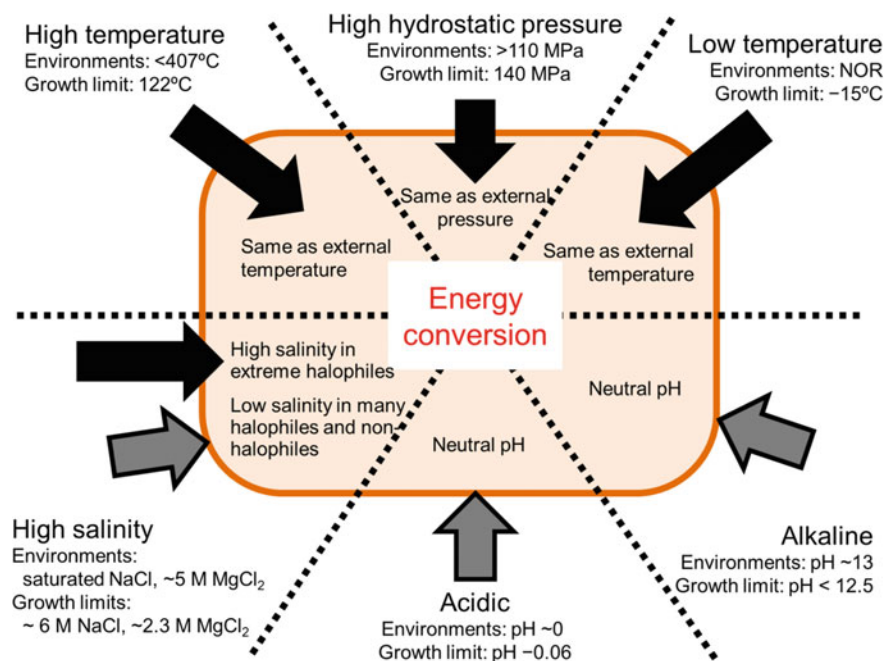 High temperature
Environments: <407ºC
Growth limit: 122ºC
High hydrostatic pressure
Environments: >110 MPa
Growth limit: 140 MPa
Low temperature
Environments: NOR
Growth limit: −15ºC
Same as external
pressure
Same as external
temperature
Same as external
temperature
Energy
conversion
High salinity in
extreme halophiles
Low salinity in many
halophiles and non-
halophiles
Neutral pH
Neutral pH
High salinity
Environments:
saturated NaCl, ~5 M MgCl₂
Growth limits:
~ 6 M NaCl, ~2.3 M MgCl₂
Acidic
Environments: pH ~0
Growth limit: pH −0.06
Alkaline
Environments: pH ~13
Growth limit: pH < 12.5